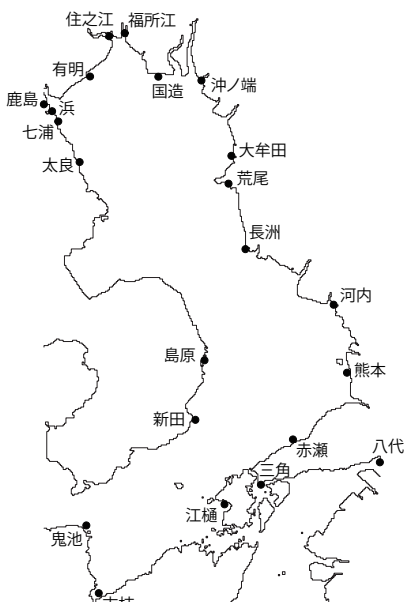 住之江
福所江
有明
国造
沖ノ端
鹿島
浜
七浦
大牟田
太良
荒尾
長洲
河内
島原
熊本
新田
赤瀬
八代
三角
江樋
鬼池